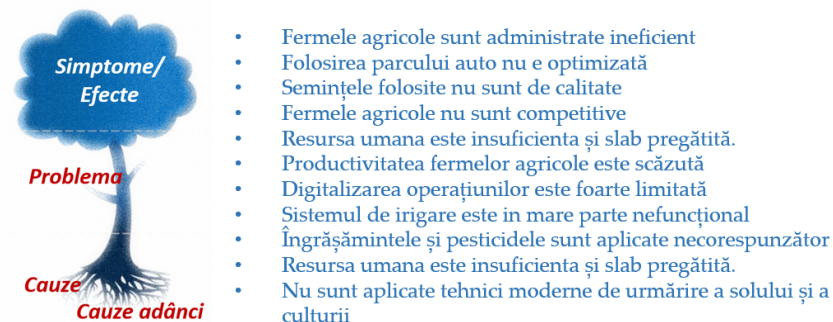 Simptome/
Efecte
Problema
Cauze
Cauze adânci
• Fermele agricole sunt administrate ineficient
• Folosirea parcului auto nu e optimizată
• Semințele folosite nu sunt de calitate
• Fermele agricole nu sunt competitive
• Resursa umana este insuficienta și slab pregătită.
• Productivitatea fermelor agricole este scăzută
• Digitalizarea operațiunilor este foarte limitată
• Sistemul de irigare este in mare parte nefuncțional
• Îngrășămintele și pesticidele sunt aplicate necorespunzător
• Resursa umana este insuficienta și slab pregătită.
• Nu sunt aplicate tehnici moderne de urmărire a solului și a
culturii